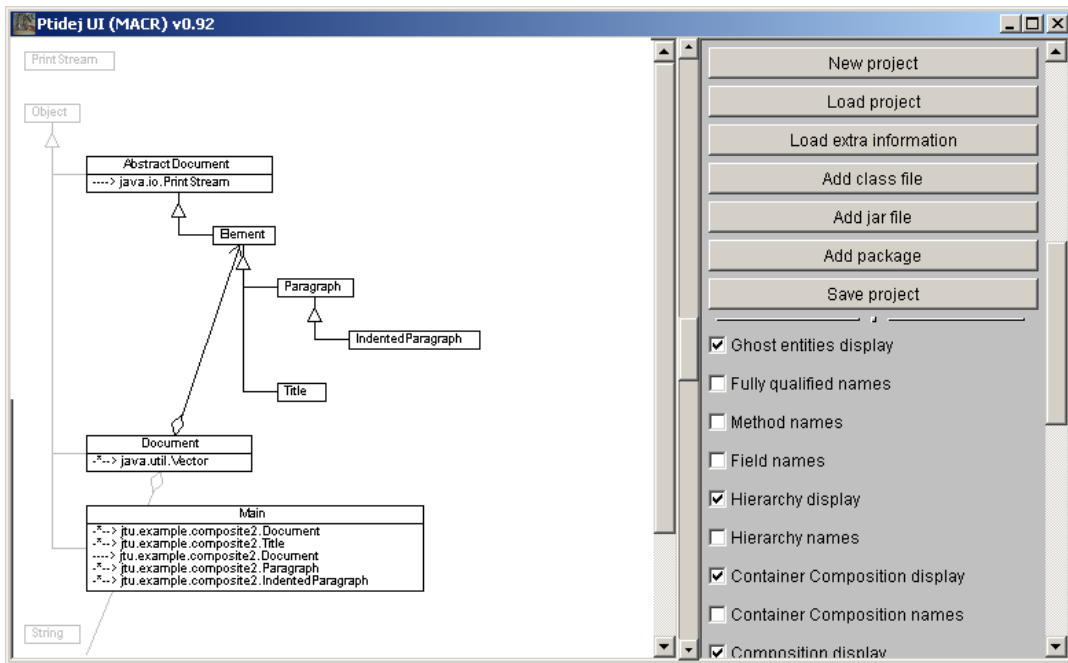 Ptidej UI (MACR) v0.92
PrintStream
Object
AbstractDocument
----> java.io.PrintStream
Element
Paragraph
IndentedParagraph
Title
Document
-*--> java.util.Vector
Main
-*--> jtu.example.composite2.Document
-*--> jtu.example.composite2.Title
----> jtu.example.composite2.Document
-*--> jtu.example.composite2.Paragraph
-*--> jtu.example.composite2.IndentedParagraph
String
New project
Load project
Load extra information
Add class file
Add jar file
Add package
Save project
Ghost entities display
Fully qualified names
Method names
Field names
Hierarchy display
Hierarchy names
Container Composition display
Container Composition names
Composition display